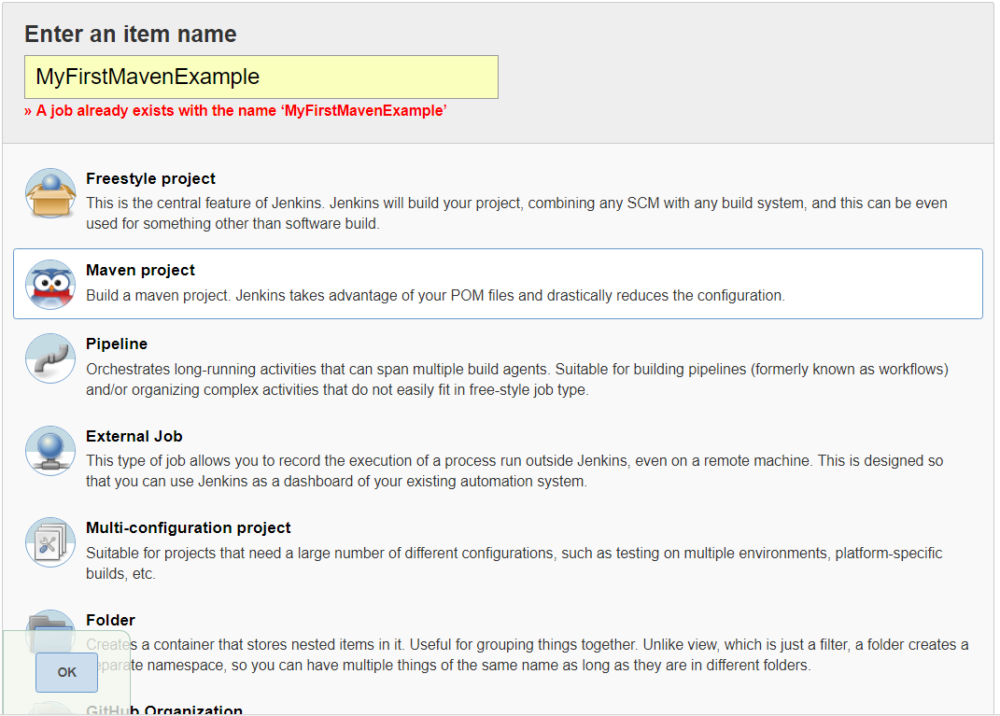 Enter an item name
MyFirstMavenExample
» A job already exists with the name ‘MyFirstMavenExample’
Freestyle project
This is the central feature of Jenkins. Jenkins will build your project, combining any SCM with any build system, and this can be even
used for something other than software build.
Maven project
Build a maven project. Jenkins takes advantage of your POM files and drastically reduces the configuration.
Pipeline
Orchestrates long-running activities that can span multiple build agents. Suitable for building pipelines (formerly known as workflows)
and/or organizing complex activities that do not easily fit in free-style job type.
External Job
This type of job allows you to record the execution of a process run outside Jenkins, even on a remote machine. This is designed so
that you can use Jenkins as a dashboard of your existing automation system.
Multi-configuration project
Suitable for projects that need a large number of different configurations, such as testing on multiple environments, platform-specific
builds, etc.
Folder
Creates a container that stores nested items in it. Useful for grouping things together. Unlike view, which is just a filter, a folder creates a
separate namespace, so you can have multiple things of the same name as long as they are in different folders.
OK
GitHub Organization